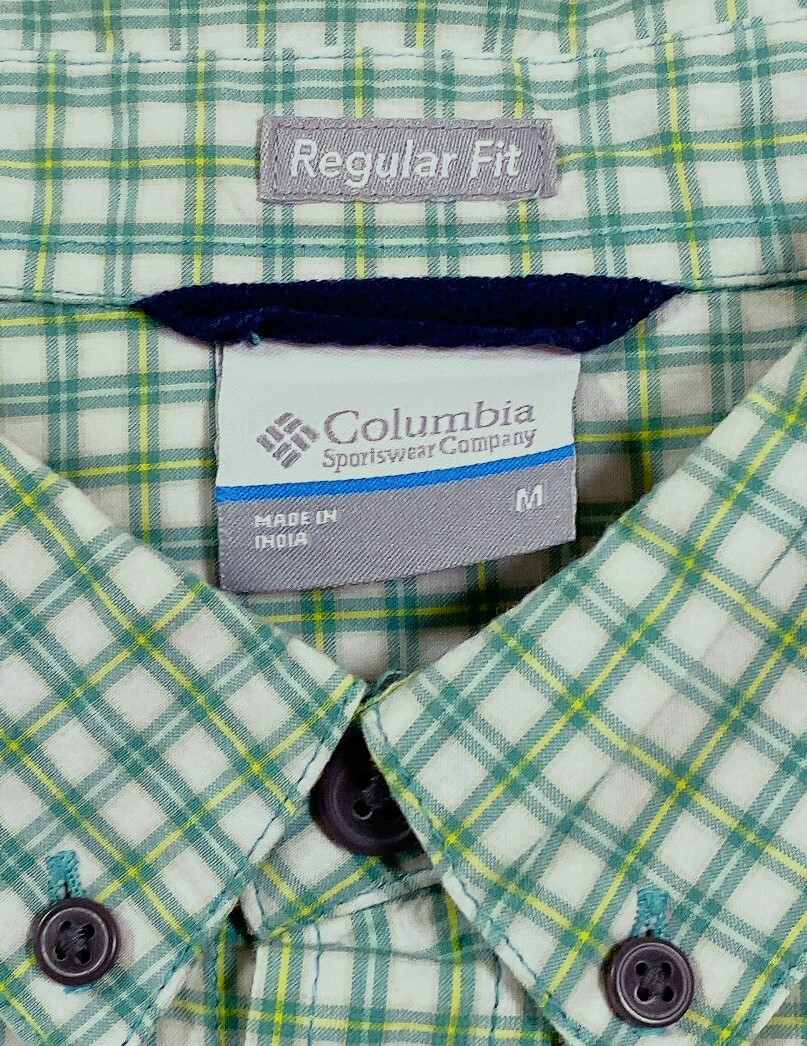 Regular Fit
Columbia
Sportswear Company
M
MADE IN
INDIA